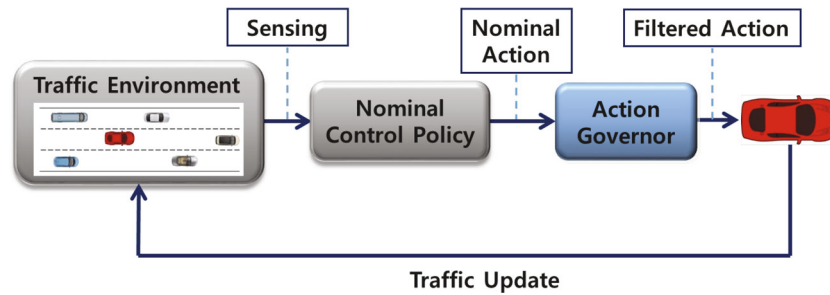 Sensing
Nominal
Action
Filtered Action
Traffic Environment
Nominal
Control Policy
Action
Governor
Traffic Update